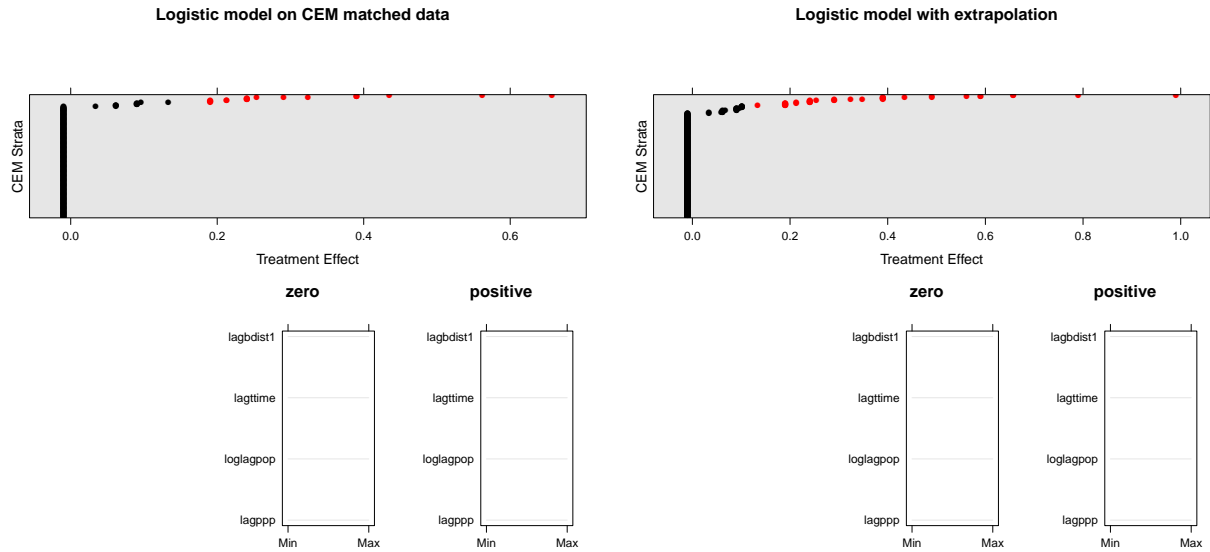 Logistic model on CEM matched data
CEM Strata
0.0 0.2 0.4 0.6
Treatment Effect
zero
lagbdist1
lagttime
loglagpop
lagppp
Min Max
positive
lagbdist1
lagttime
loglagpop
lagppp
Min Max
Logistic model with extrapolation
CEM Strata
0.0 0.2 0.4 0.6 0.8 1.0
Treatment Effect
zero
lagbdist1
lagttime
loglagpop
lagppp
Min Max
positive
lagbdist1
lagttime
loglagpop
lagppp
Min Max